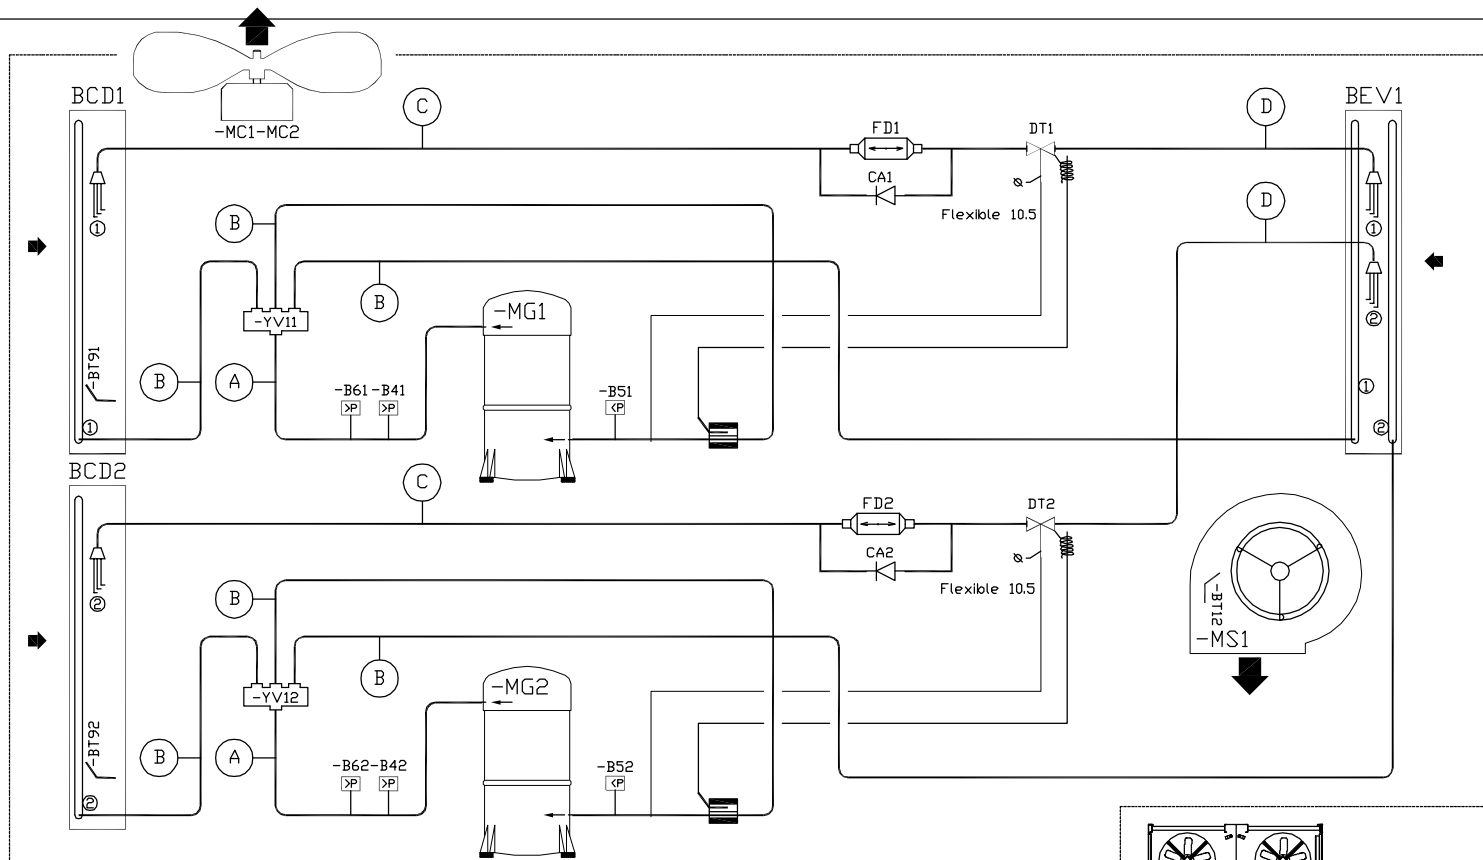 BCD1
-MC1-MC2
C
FD1
DT1
D
BEV1
CA1
Ø
Flexible 10.5
D
B
①
①
②
B
-YV11
-MG1
-BT91
B
A
-B61 -B41
>P
>P
-B51
<P
①
①
②
BCD2
C
FD2
DT2
CA2
Ø
Flexible 10.5
B
②
-BT12
-MS1
B
-YV12
-MG2
-BT92
B
A
-B62 -B42
>P
>P
-B52
<P
②